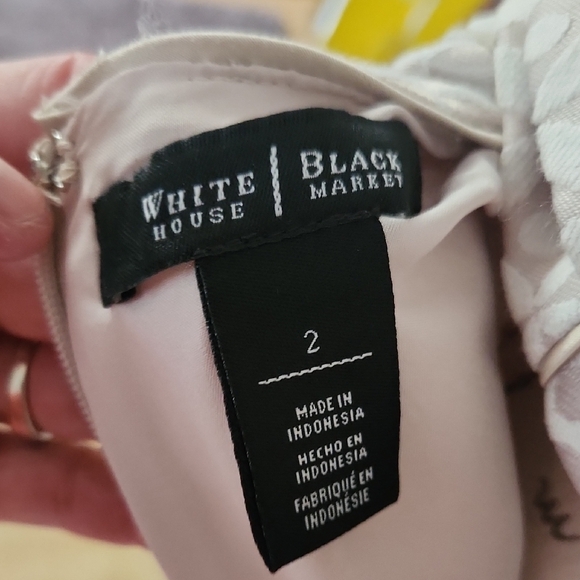 WHITE HOUSE | BLACK MARKET
2
MADE IN
INDONESIA
HECHO EN
INDONESIA
FABRIQUÉ EN
INDONÉSIE